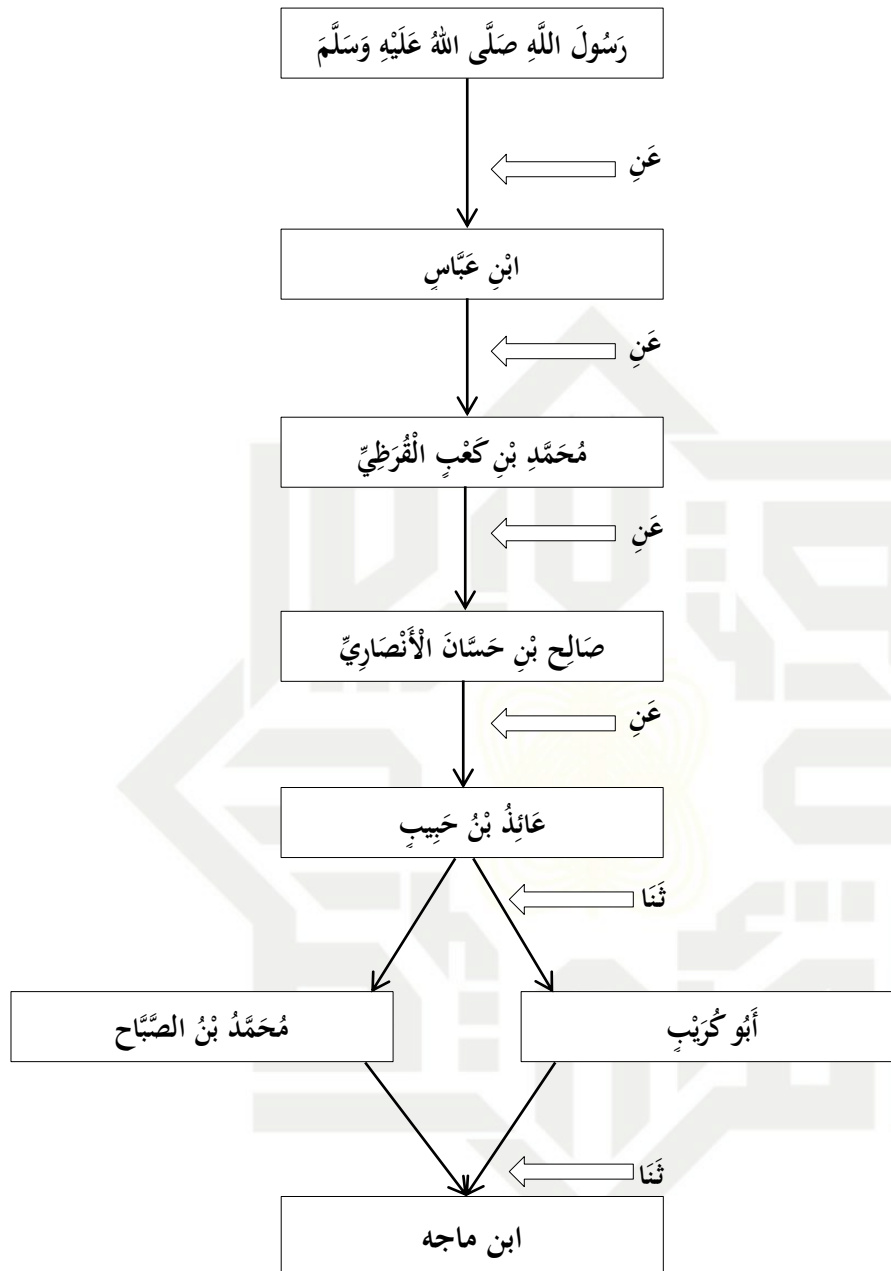 رَسُولَ اللَّهِ صَلَّى اللهُ عَلَيْهِ وَسَلَّمَ
عَنِ
ابْنِ عَبَّاسٍ
عَنِ
مُحَمَّدِ بْنِ كَعْبٍ الْقُرَظِيِّ
عَنِ
صَالِح بْنِ حَسَّانَ الْأَنْصَارِيِّ
عَنِ
عَائِذُ بْنُ حَبِيبٍ
ثَنَا
أَبُو كُرَيْبٍ
مُحَمَّدُ بْنُ الصَّبَّاح
ثَنَا
ابن ماجه